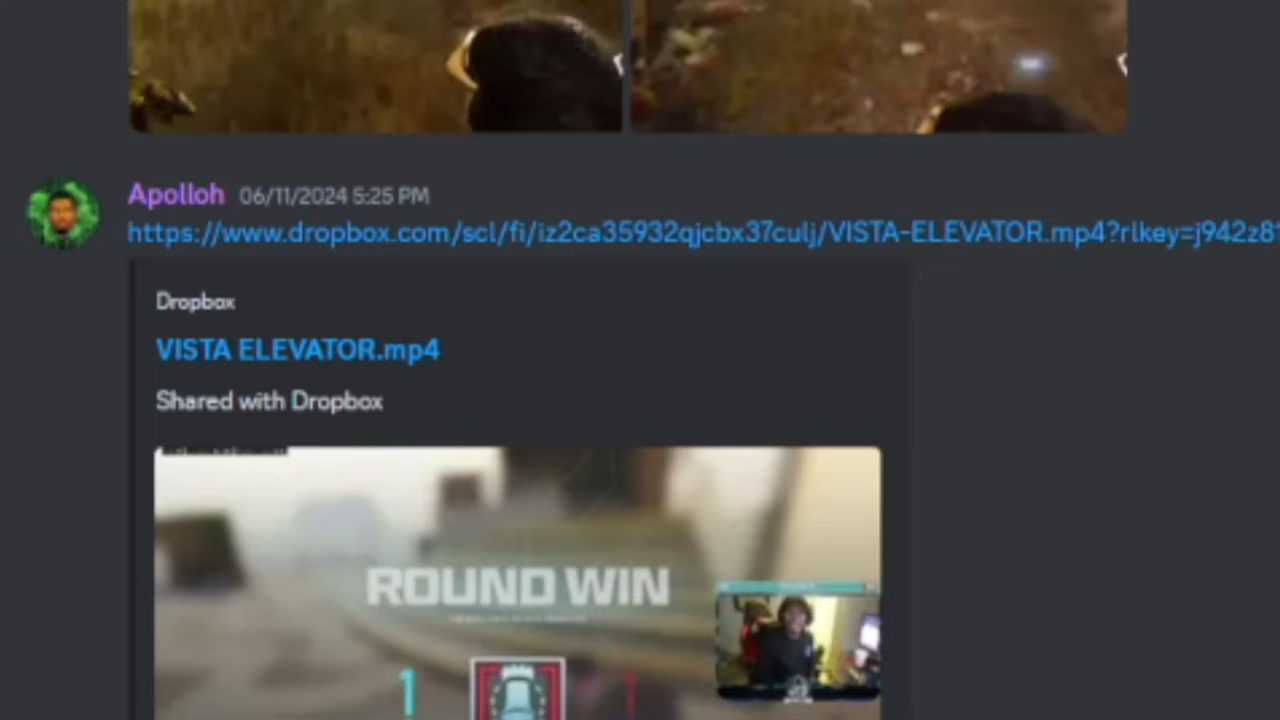 Apolloh 06/11/2024 5:25 PM
https://www.dropbox.com/scl/fi/iz2ca35932qjcbx37culj/VISTA-ELEVATOR.mp4?rlkey=j942z8
Dropbox
VISTA ELEVATOR.mp4
Shared with Dropbox
ROUND WIN
1 1